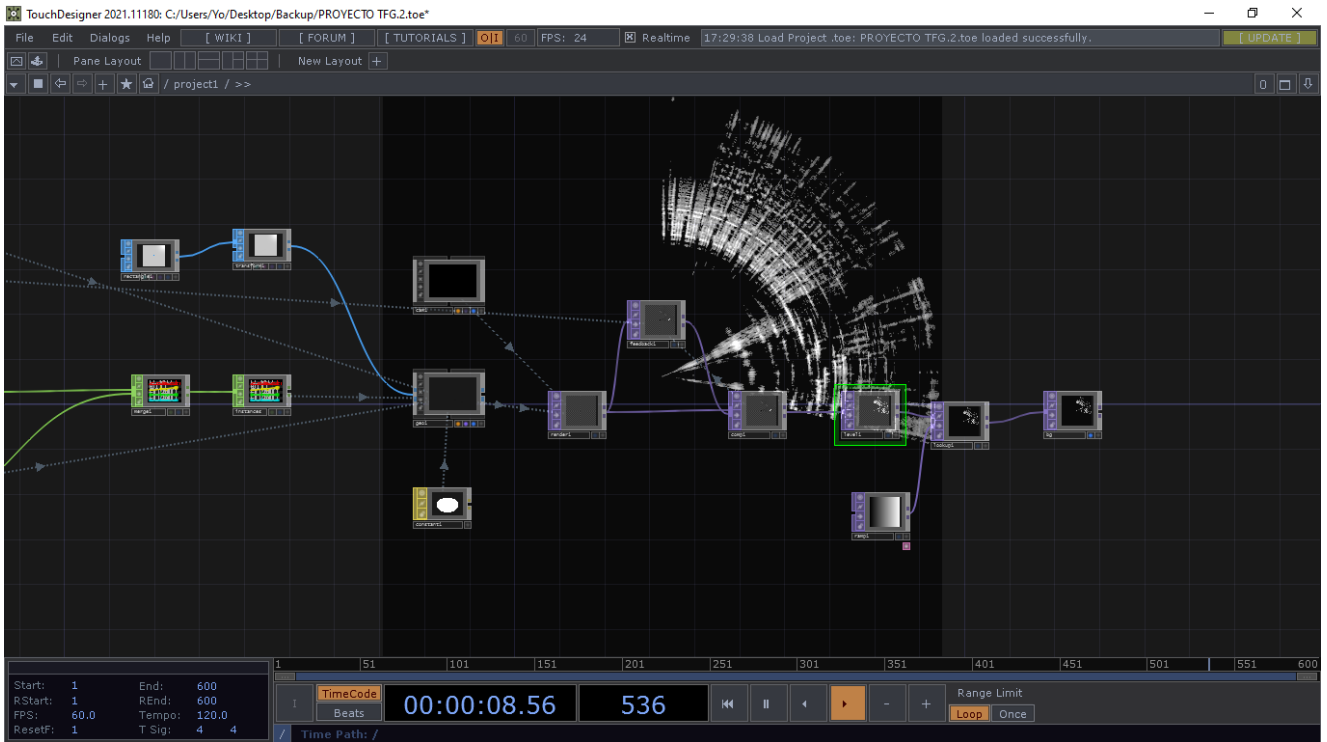 TouchDesigner 2021.11180: C:/Users/Yo/Desktop/Backup/PROYECTO TFG.2.toe*
File Edit Dialogs Help [ WIKI ] [ FORUM ] [ TUTORIALS ] O|I 60 FPS: 24 Realtime 17:29:38 Load Project .toe: PROYECTO TFG.2.toe loaded successfully. [ UPDATE ]
Pane Layout New Layout +
/ project1 / >> 0
rectangle1 transform1
cam1
feedback1
merge1 instances geo1 render1 comp1 level1 lookup1 bg
constant1
ramp1
1 51 101 151 201 251 301 351 401 451 501 551 600
Start: 1 End: 600
RStart: 1 REnd: 600
FPS: 60.0 Tempo: 120.0
ResetF: 1 T Sig: 4 4
I TimeCode Beats 00:00:08.56 536 - + Range Limit
Loop Once
/ Time Path: /